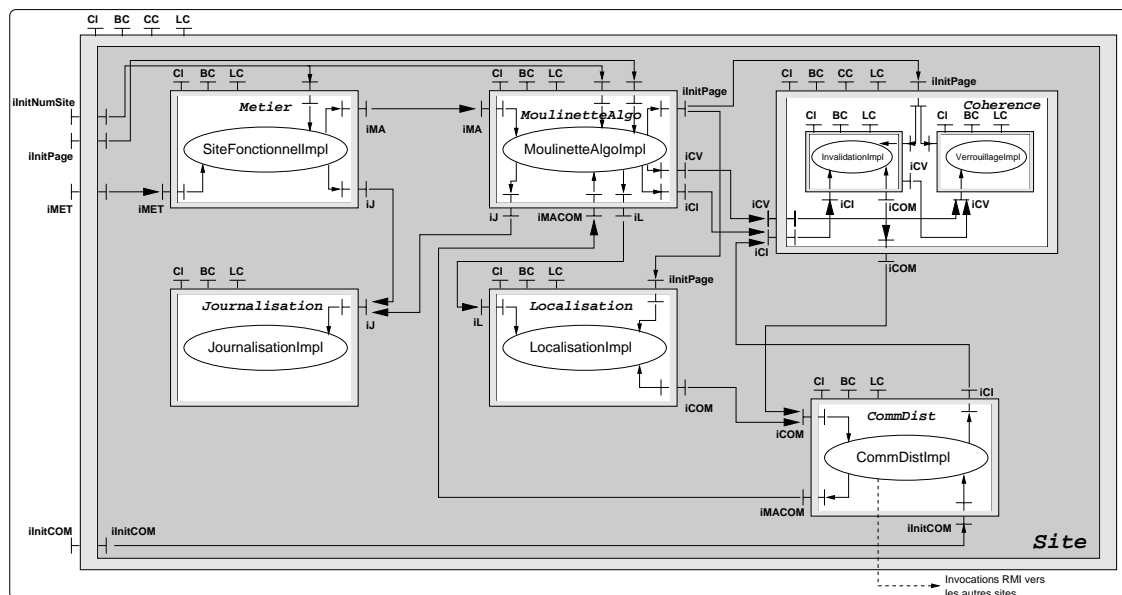 CI BC CC LC
CI BC LC
CI BC LC
CI BC CC LC
iInitPage
iInitNumSite
iInitPage
iMET
iMET
Metier
SiteFonctionnelImpl
iMA
iJ
iMA
MoulinetteAlgo
MoulinetteAlgoImpl
iInitPage
iCV
iCI
iJ
iMACOM
iL
Coherence
CI BC LC
CI BC LC
InvalidationImpl
VerrouillageImpl
iCV
iCI
iCOM
iCV
iCV
iCI
iCOM
CI BC LC
Journalisation
JournalisationImpl
iJ
CI BC LC
iInitPage
Localisation
LocalisationImpl
iL
iCOM
CI BC LC
iCI
CommDist
CommDistImpl
iCOM
iMACOM
iInitCOM
iInitCOM
iInitCOM
Site
Invocations RMI vers
les autres sites